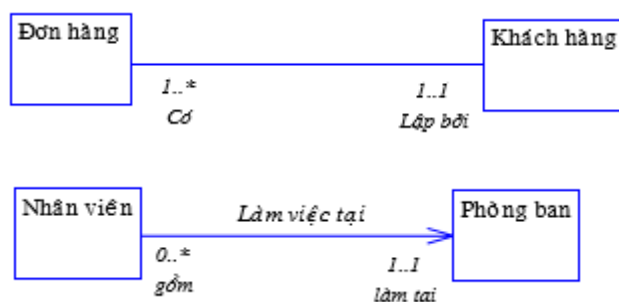 Đơn hàng
Khách hàng
1..*
1..1
Có
Lập bởi
Nhân viên
Làm việc tại
Phòng ban
0..*
1..1
gồm
làm tại